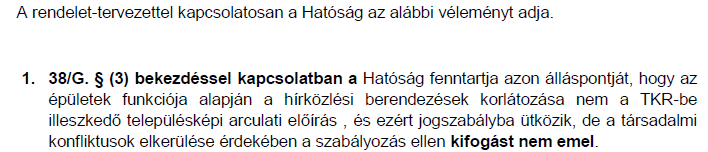 A rendelet-tervezettel kapcsolatosan a Hatóság az alábbi véleményt adja.
1. 38/G. § (3) bekezdéssel kapcsolatban a Hatóság fenntartja azon álláspontját, hogy az
épületek funkciója alapján a hírközlési berendezések korlátozása nem a TKR-be
illeszkedő településképi arculati előírás , és ezért jogszabályba ütközik, de a társadalmi
konfliktusok elkerülése érdekében a szabályozás ellen kifogást nem emel.